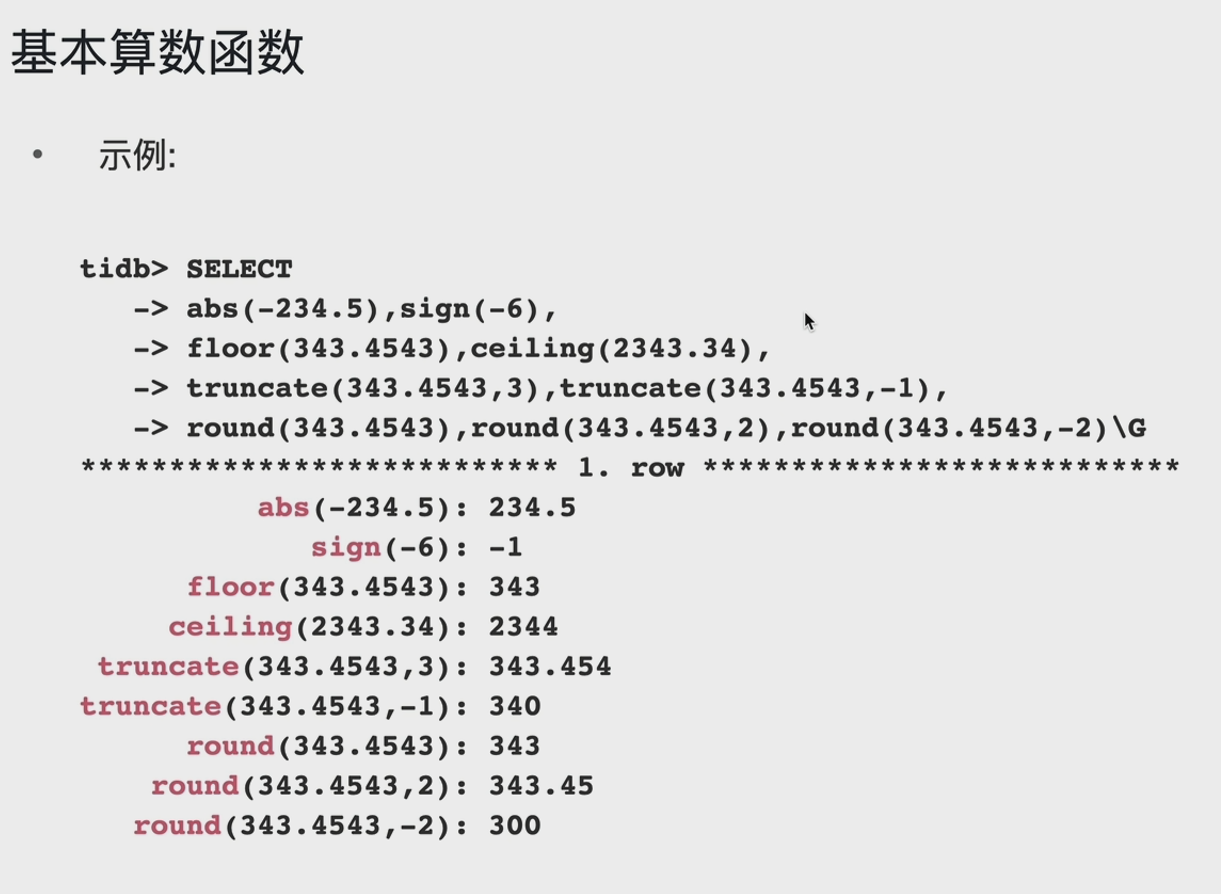 基本算数函数
• 示例:
tidb> SELECT
-> abs(-234.5),sign(-6),
-> floor(343.4543),ceiling(2343.34),
-> truncate(343.4543,3),truncate(343.4543,-1),
-> round(343.4543),round(343.4543,2),round(343.4543,-2)\G
*************************** 1. row ***************************
abs(-234.5): 234.5
sign(-6): -1
floor(343.4543): 343
ceiling(2343.34): 2344
truncate(343.4543,3): 343.454
truncate(343.4543,-1): 340
round(343.4543): 343
round(343.4543,2): 343.45
round(343.4543,-2): 300